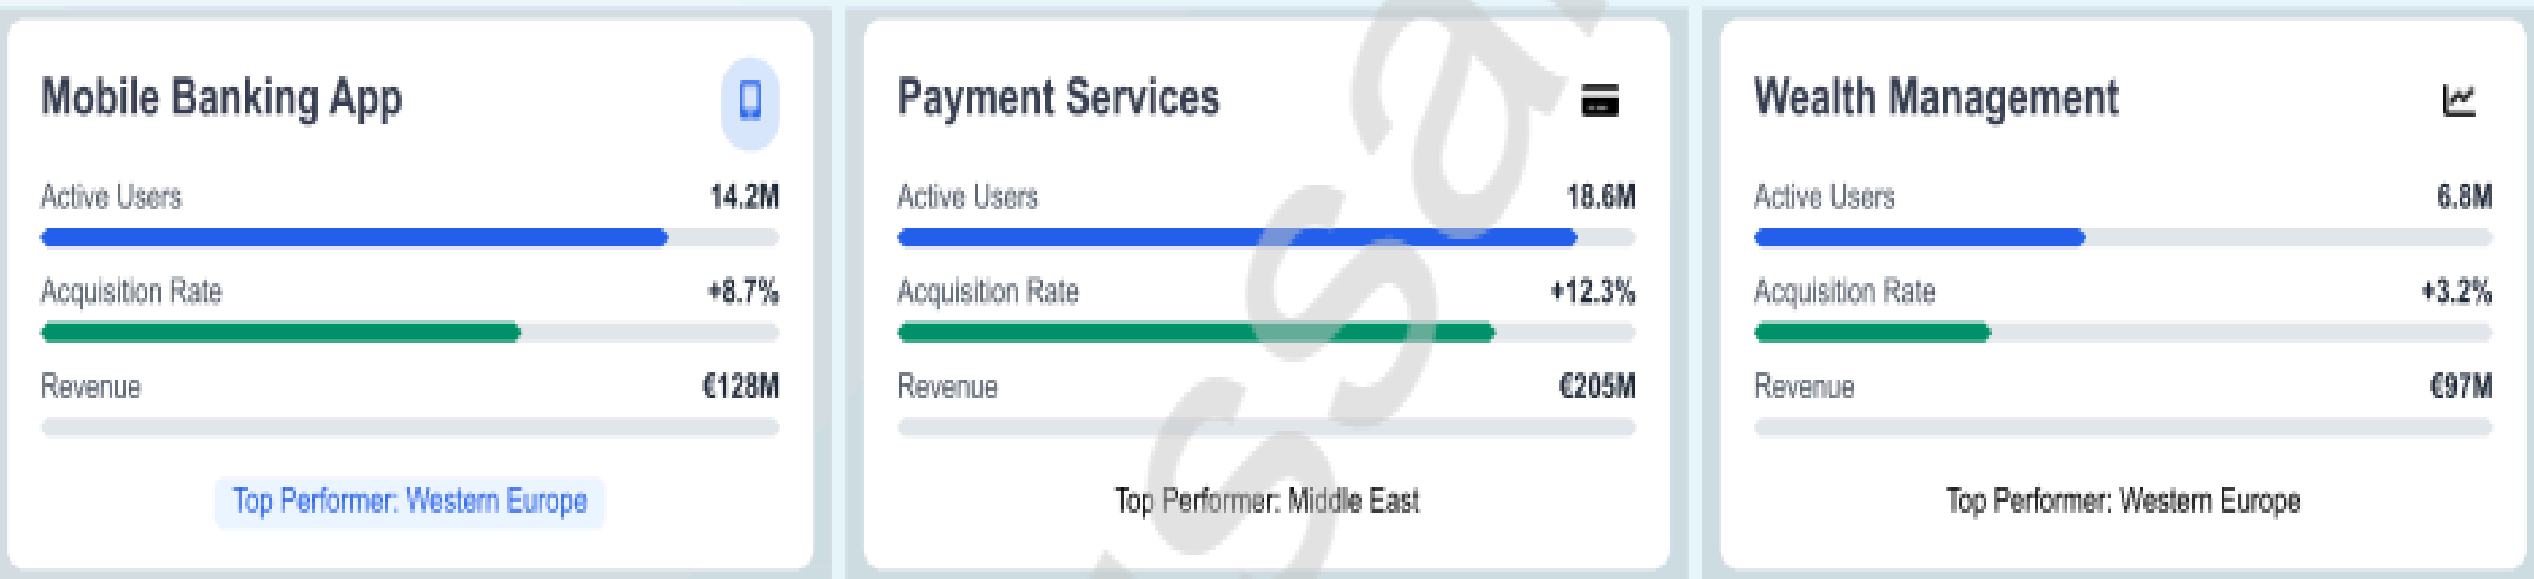 Mobile Banking App
Active Users 14.2M
Acquisition Rate +8.7%
Revenue €128M
Top Performer: Western Europe
Payment Services
Active Users 18.6M
Acquisition Rate +12.3%
Revenue €205M
Top Performer: Middle East
Wealth Management
Active Users 6.8M
Acquisition Rate +3.2%
Revenue €97M
Top Performer: Western Europe